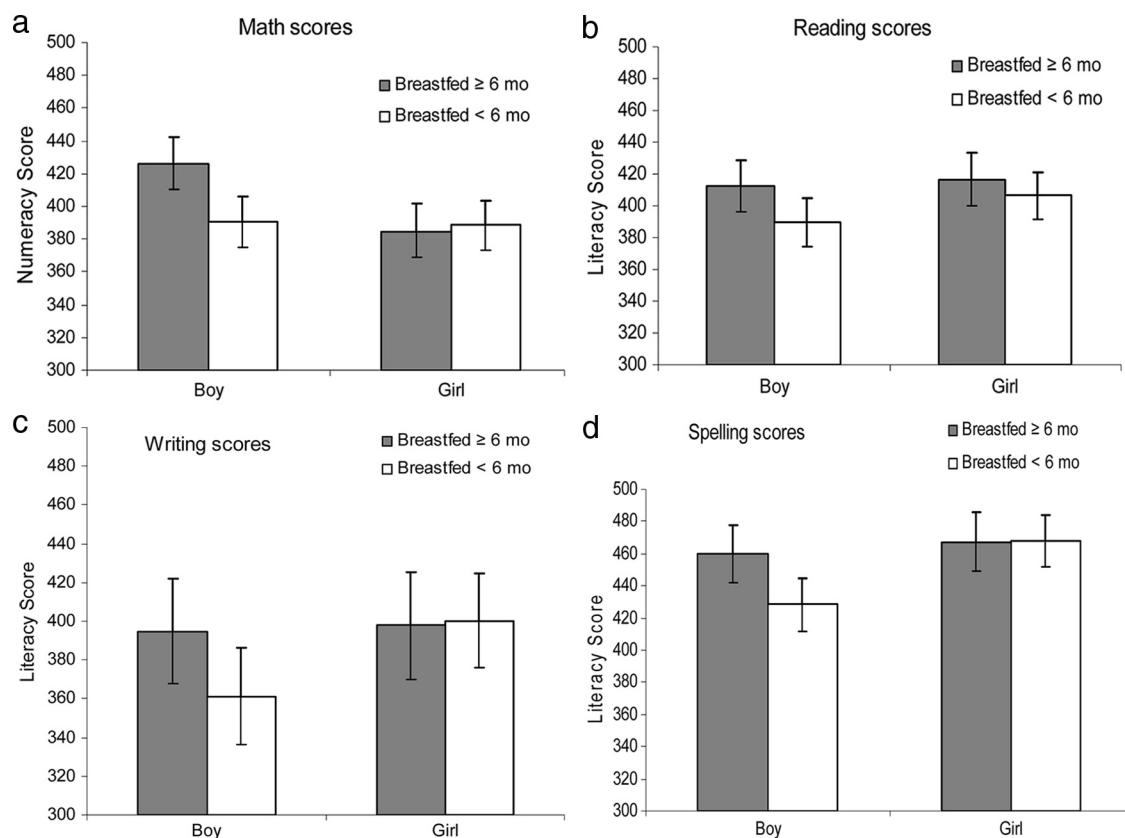 a
Math scores
500
480
460
440
420
400
380
360
340
320
300
Numeracy Score
Breastfed ≥ 6 mo
Breastfed < 6 mo
Boy Girl
b
Reading scores
500
480
460
440
420
400
380
360
340
320
300
Literacy Score
Breastfed ≥ 6 mo
Breastfed < 6 mo
Boy Girl
c
Writing scores
500
480
460
440
420
400
380
360
340
320
300
Literacy Score
Breastfed ≥ 6 mo
Breastfed < 6 mo
Boy Girl
d
Spelling scores
Breastfed ≥ 6 mo
Breastfed < 6 mo
500
480
460
440
420
400
380
360
340
320
300
Literacy Score
Boy Girl